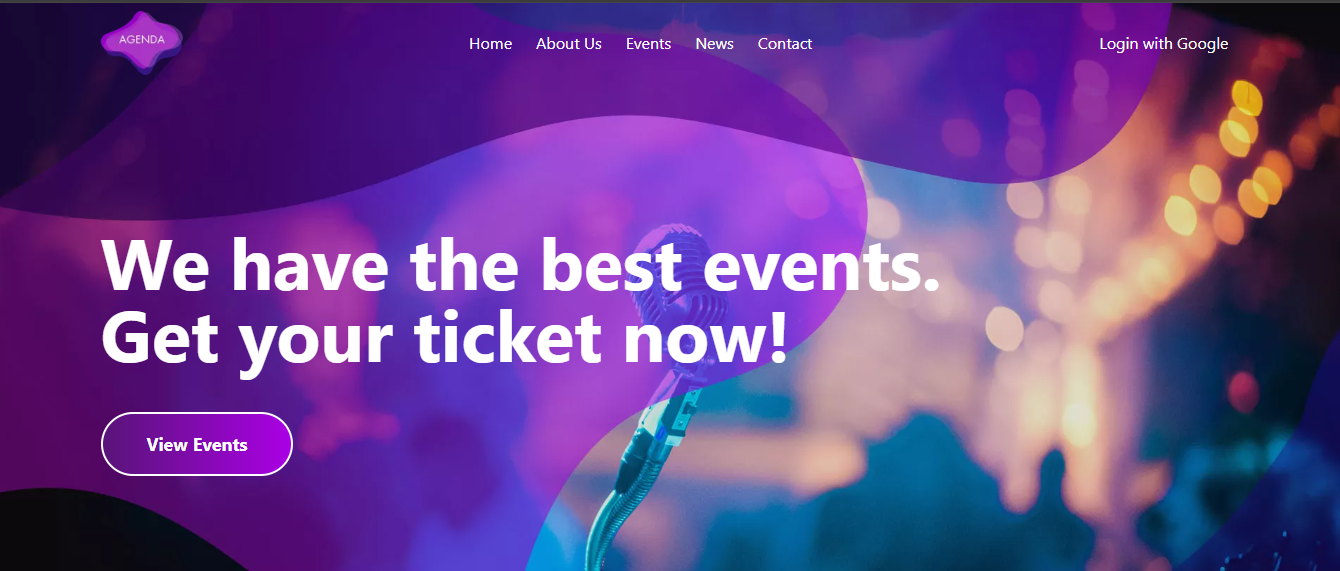 AGENDA
Home About Us Events News Contact Login with Google
We have the best events.
Get your ticket now!
View Events